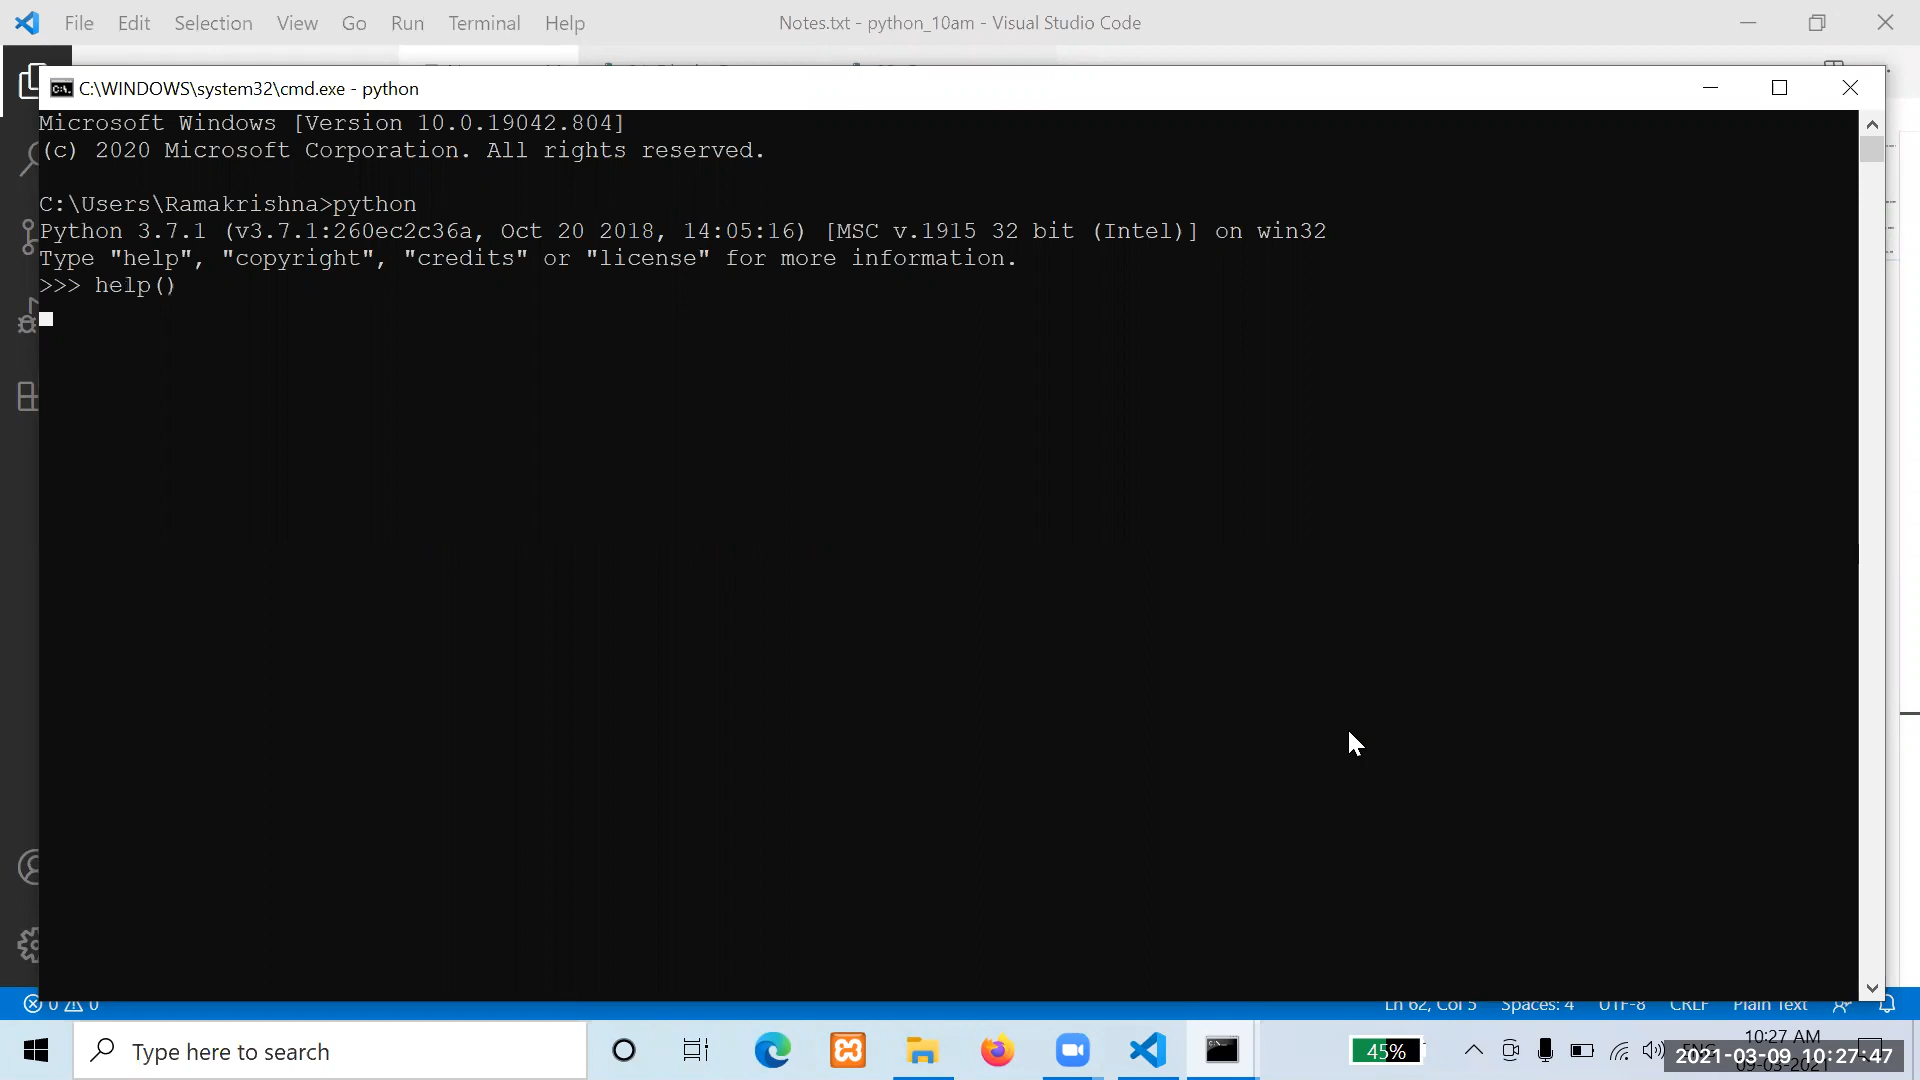 File Edit Selection View Go Run Terminal Help Notes.txt - python_10am - Visual Studio Code
C:\WINDOWS\system32\cmd.exe - python
Microsoft Windows [Version 10.0.19042.804]
(c) 2020 Microsoft Corporation. All rights reserved.
C:\Users\Ramakrishna>python
Python 3.7.1 (v3.7.1:260ec2c36a, Oct 20 2018, 14:05:16) [MSC v.1915 32 bit (Intel)] on win32
Type "help", "copyright", "credits" or "license" for more information.
>>> help()
0 0 Ln 62, Col 5 Spaces: 4 UTF-8 CRLF Plain Text
Type here to search
45%
10:27 AM
2021-03-09 10:27:47